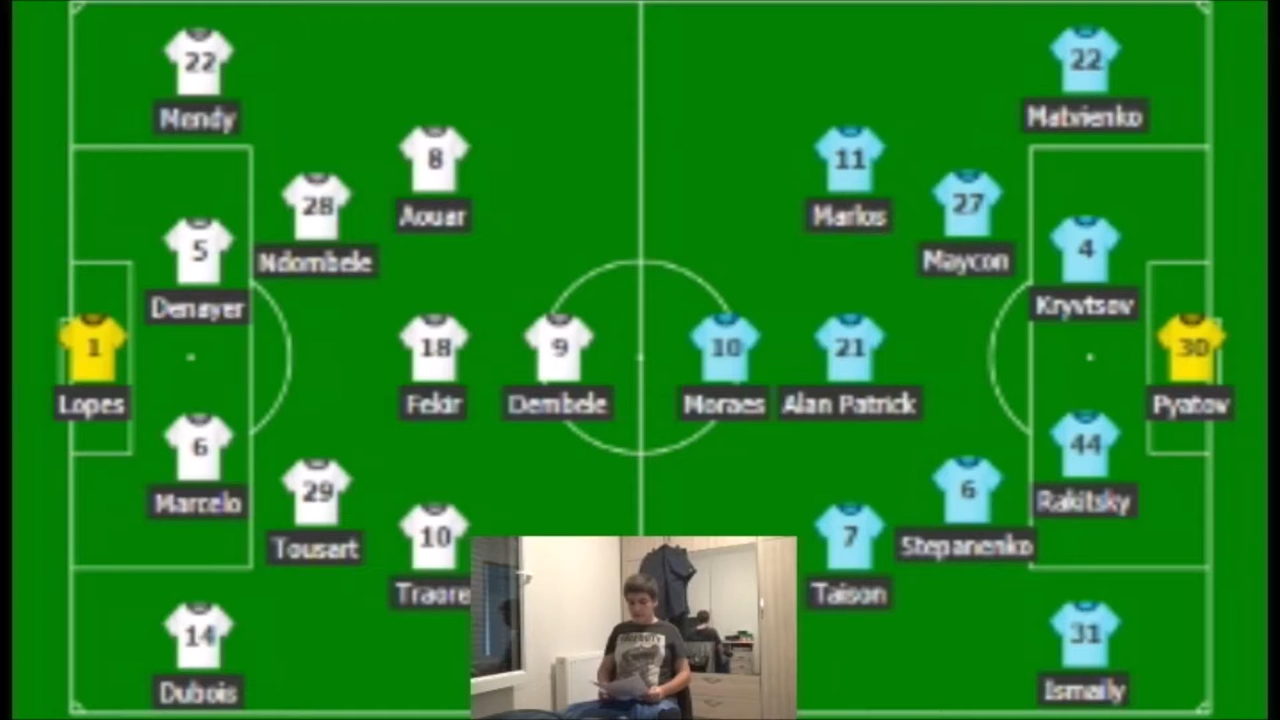 22
Mendy
22
Matvienko
8
Aouar
11
Marlos
28
Ndombele
27
Maycon
5
Denayer
4
Kryvtsov
1
Lopes
18
Fekir
9
Dembele
10
Moraes
21
Alan Patrick
30
Pyatov
6
Marcelo
44
Rakitsky
29
Tousart
6
Stepanenko
10
Traore
7
Taison
14
Dubois
31
Ismaily